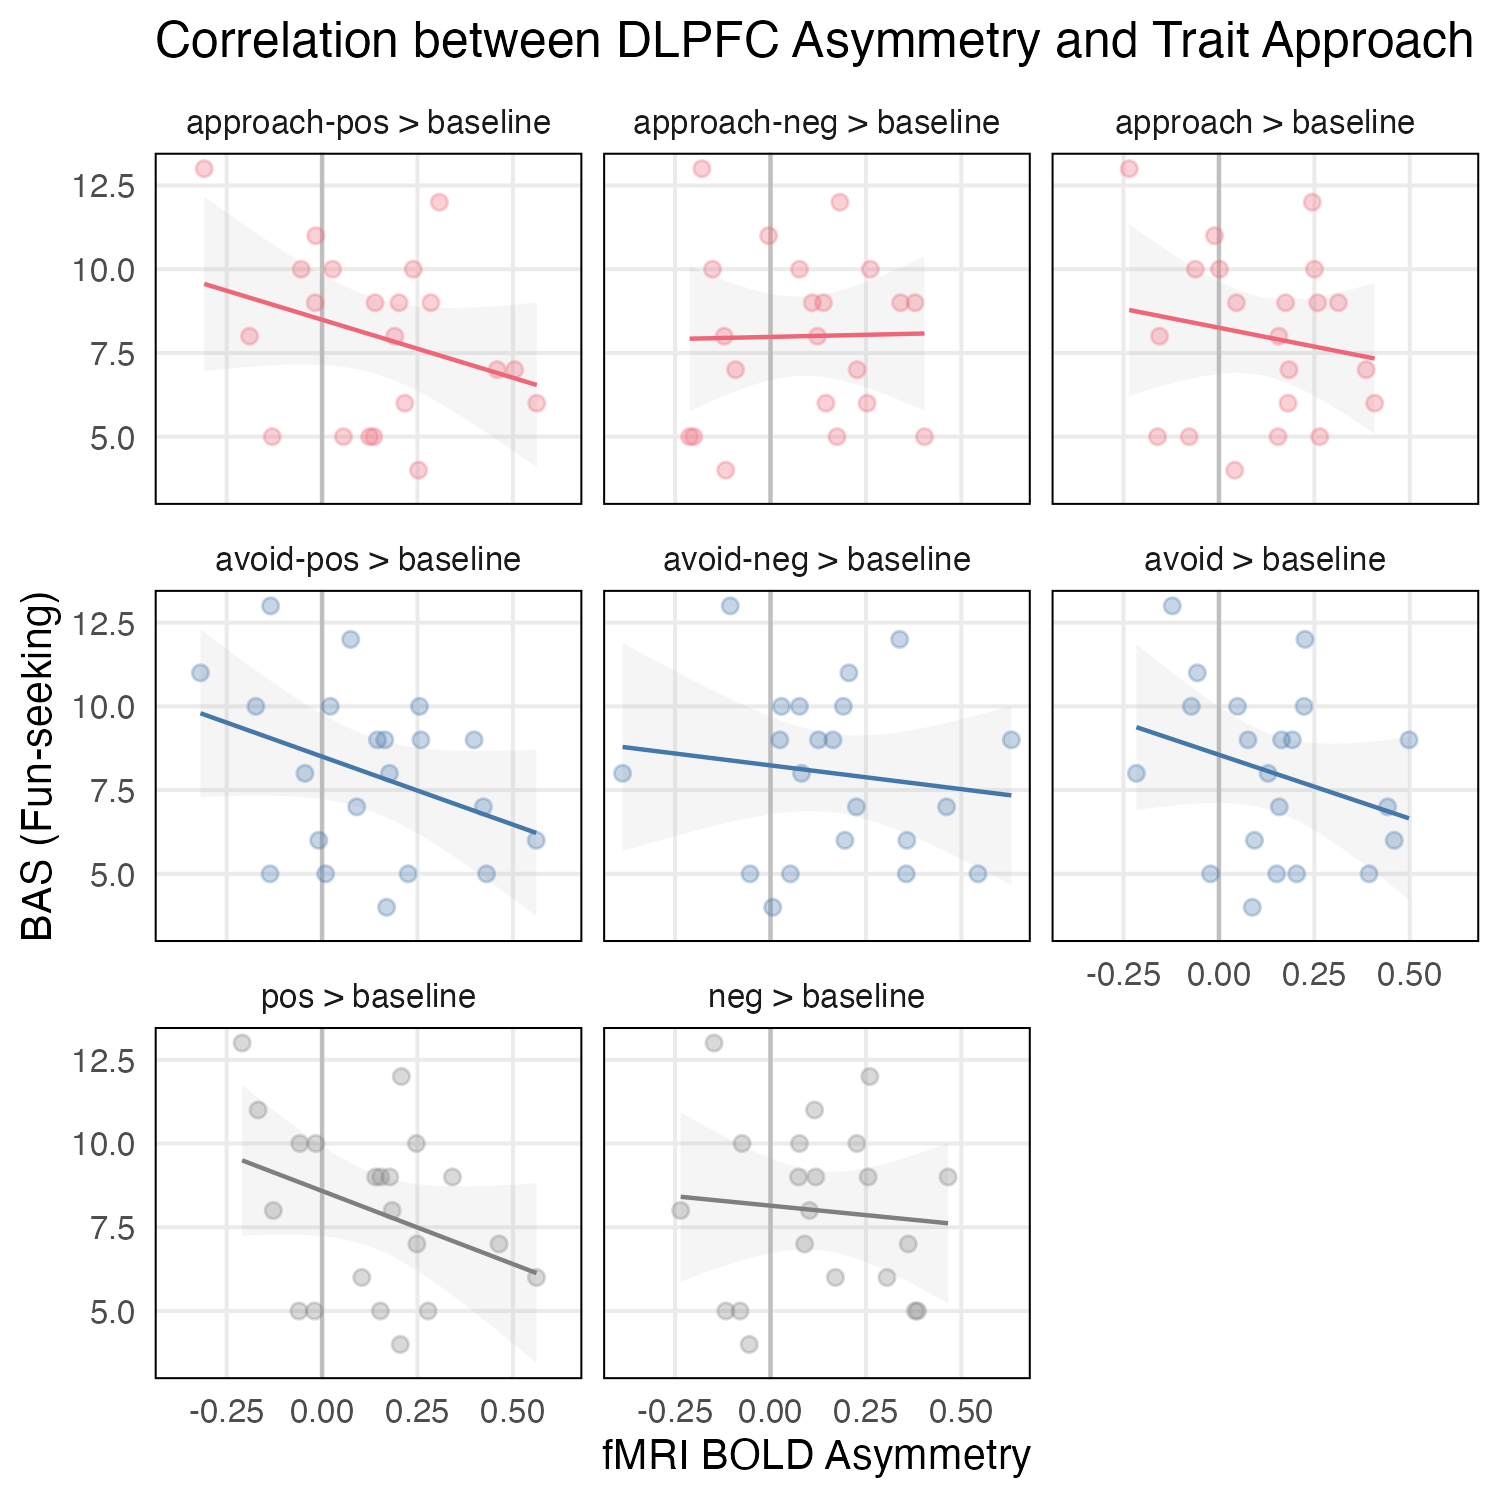 Correlation between DLPFC Asymmetry and Trait Approach
approach-pos > baseline
approach-neg > baseline
approach > baseline
12.5
10.0
7.5
5.0
avoid-pos > baseline
avoid-neg > baseline
avoid > baseline
BAS (Fun-seeking)
12.5
10.0
7.5
5.0
-0.25 0.00 0.25 0.50
pos > baseline
neg > baseline
12.5
10.0
7.5
5.0
-0.25 0.00 0.25 0.50
-0.25 0.00 0.25 0.50
fMRI BOLD Asymmetry